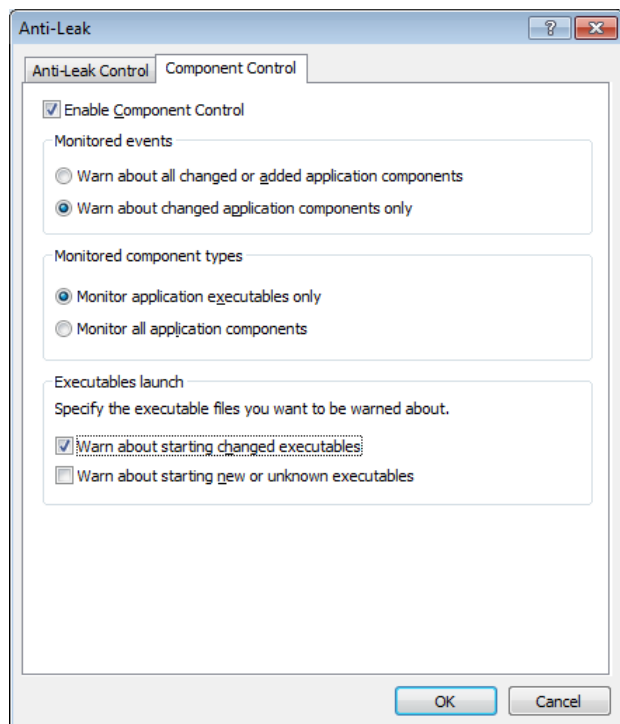 Anti-Leak
Anti-Leak Control Component Control
Enable Component Control
Monitored events
Warn about all changed or added application components
Warn about changed application components only
Monitored component types
Monitor application executables only
Monitor all application components
Executables launch
Specify the executable files you want to be warned about.
Warn about starting changed executables
Warn about starting new or unknown executables
OK Cancel